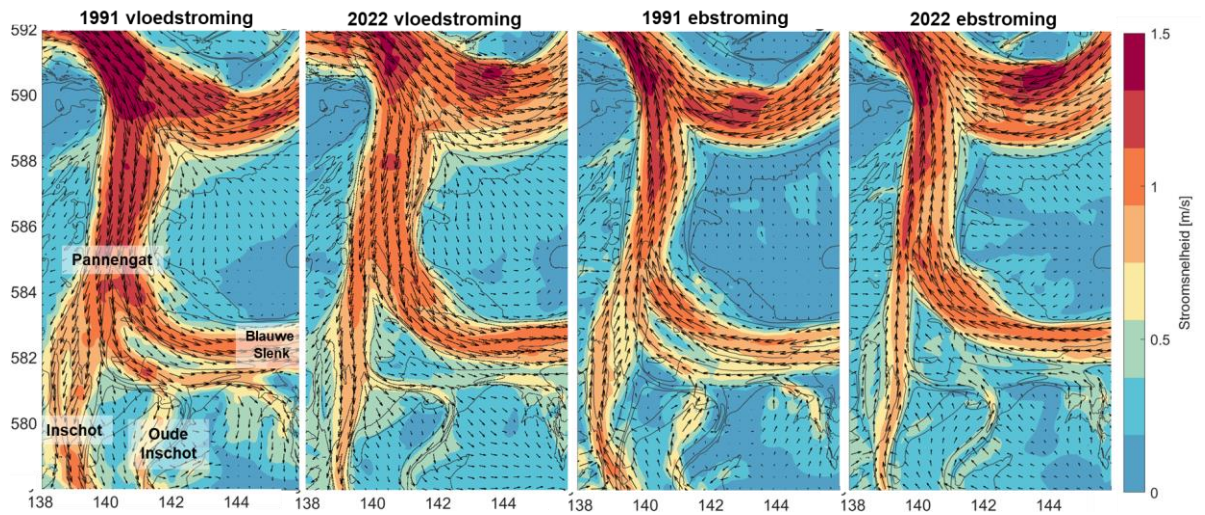 1991 vloedstroming
2022 vloedstroming
1991 ebstroming
2022 ebstroming
592
590
588
586
584
582
580
Pannengat
Blauwe
Slenk
Inschot
Oude
Inschot
138 140 142 144
138 140 142 144
138 140 142 144
138 140 142 144
1.5
1
0.5
0
Stroomsnelheid [m/s]